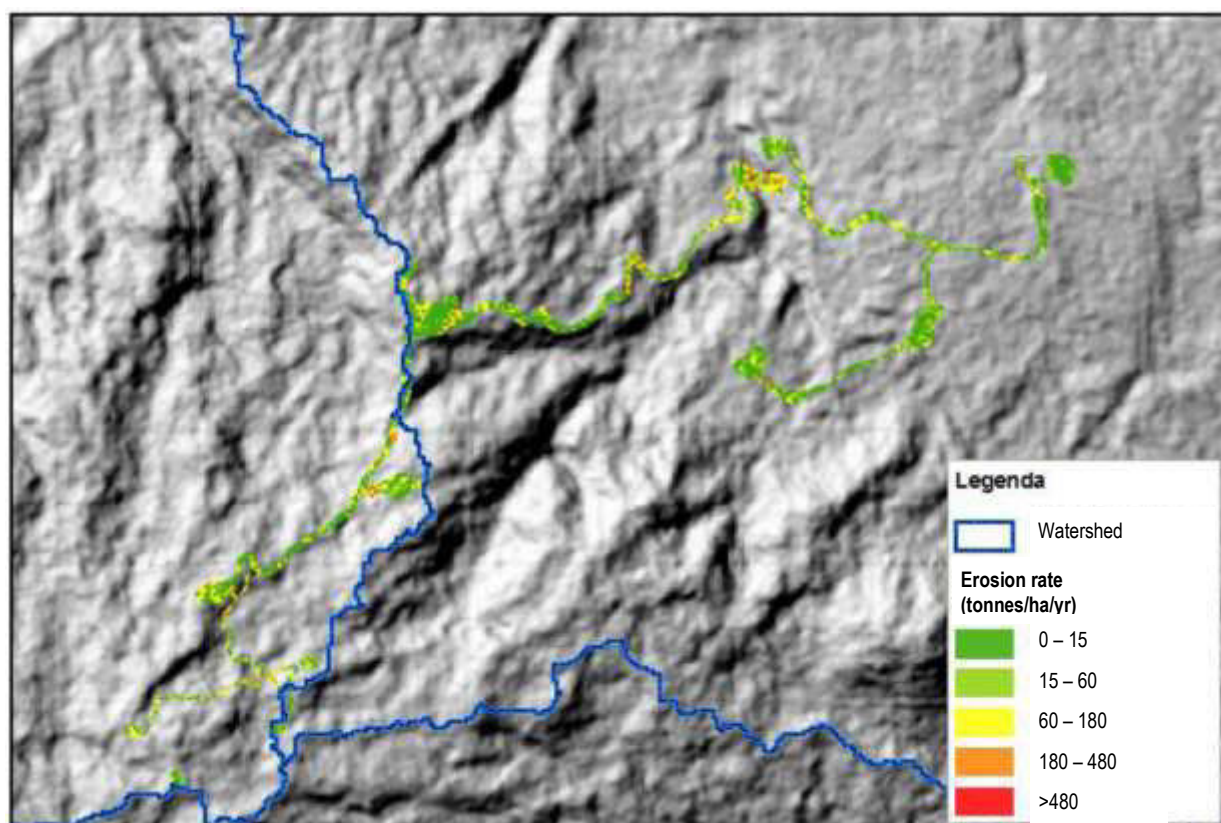 Legenda
Watershed
Erosion rate
(tonnes/ha/yr)
0 – 15
15 – 60
60 – 180
180 – 480
>480